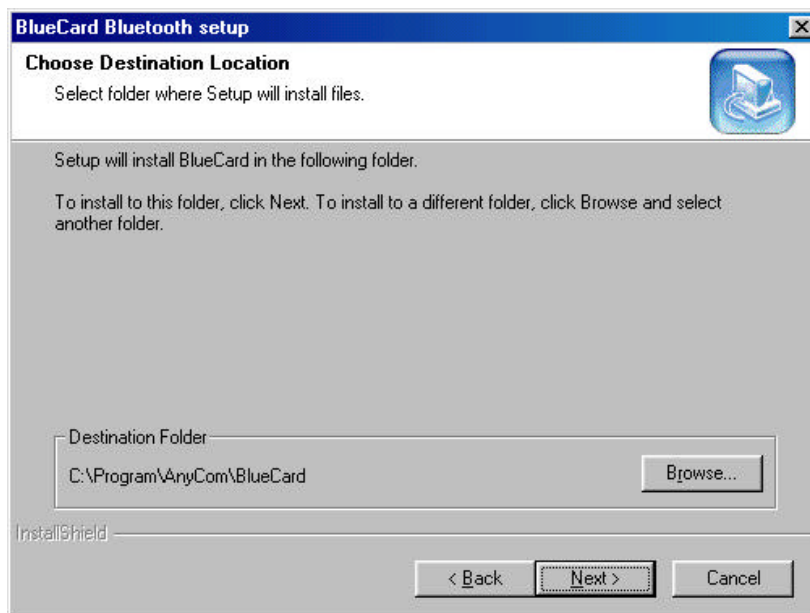 BlueCard Bluetooth setup
Choose Destination Location
Select folder where Setup will install files.
Setup will install BlueCard in the following folder.
To install to this folder, click Next. To install to a different folder, click Browse and select
another folder.
Destination Folder
C:\Program\AnyCom\BlueCard
Browse...
InstallShield
< Back
Next >
Cancel